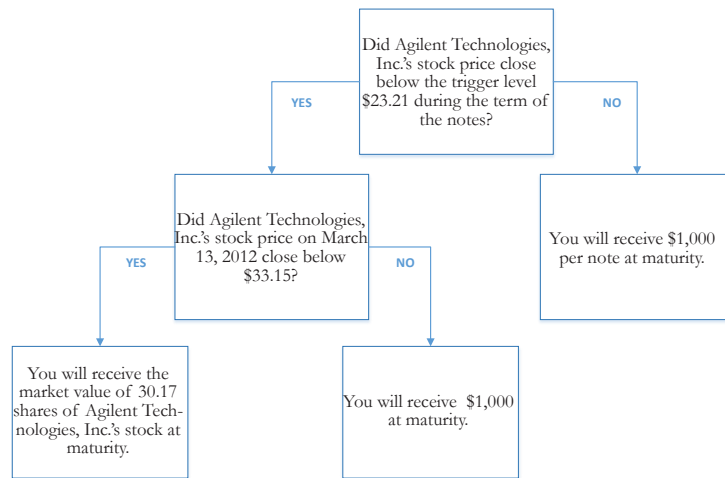 Did Agilent Technologies,
Inc.'s stock price close
below the trigger level
$23.21 during the term of
the notes?
YES
NO
Did Agilent Technologies,
Inc.'s stock price on March
13, 2012 close below
$33.15?
You will receive $1,000
per note at maturity.
YES
NO
You will receive the
market value of 30.17
shares of Agilent Tech-
nologies, Inc.'s stock at
maturity.
You will receive  $1,000
at maturity.